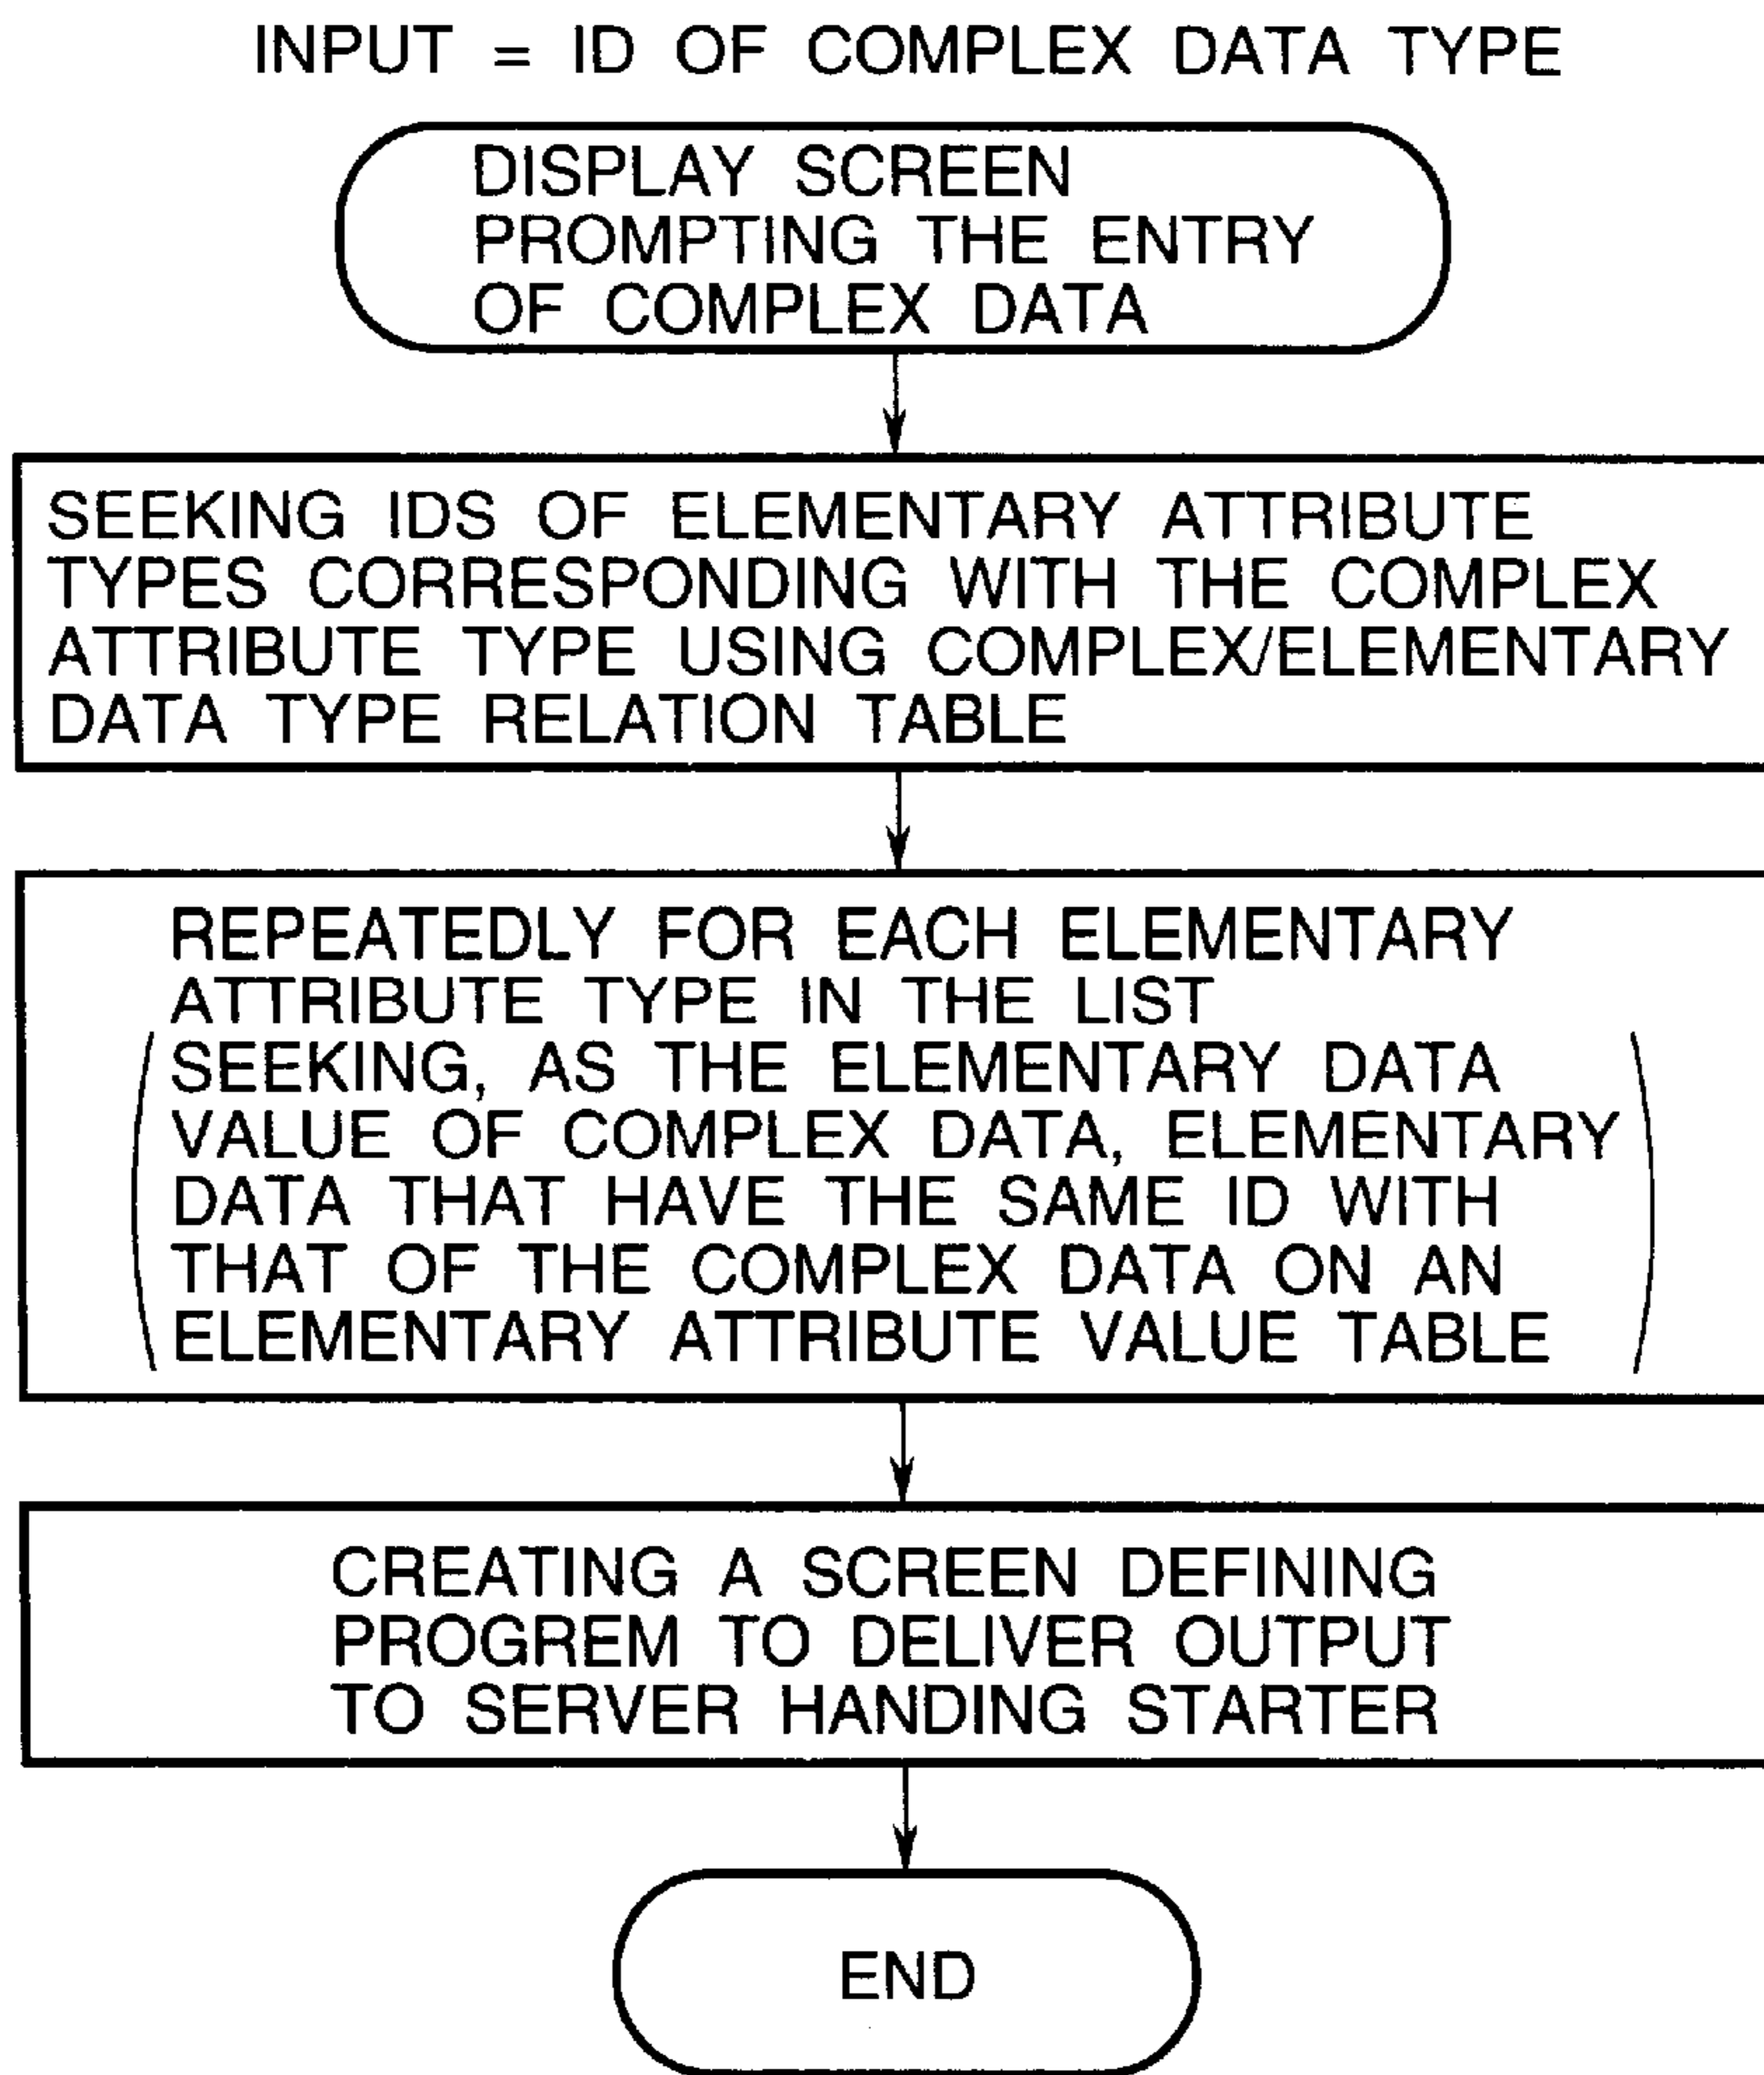 INPUT = ID OF COMPLEX DATA TYPE
DISPLAY SCREEN
PROMPTING THE ENTRY
OF COMPLEX DATA
SEEKING IDS OF ELEMENTARY ATTRIBUTE
TYPES CORRESPONDING WITH THE COMPLEX
ATTRIBUTE TYPE USING COMPLEX/ELEMENTARY
DATA TYPE RELATION TABLE
REPEATEDLY FOR EACH ELEMENTARY
ATTRIBUTE TYPE IN THE LIST
SEEKING, AS THE ELEMENTARY DATA
VALUE OF COMPLEX DATA, ELEMENTARY
DATA THAT HAVE THE SAME ID WITH
THAT OF THE COMPLEX DATA ON AN
ELEMENTARY ATTRIBUTE VALUE TABLE
CREATING A SCREEN DEFINING
PROGREM TO DELIVER OUTPUT
TO SERVER HANDING STARTER
END